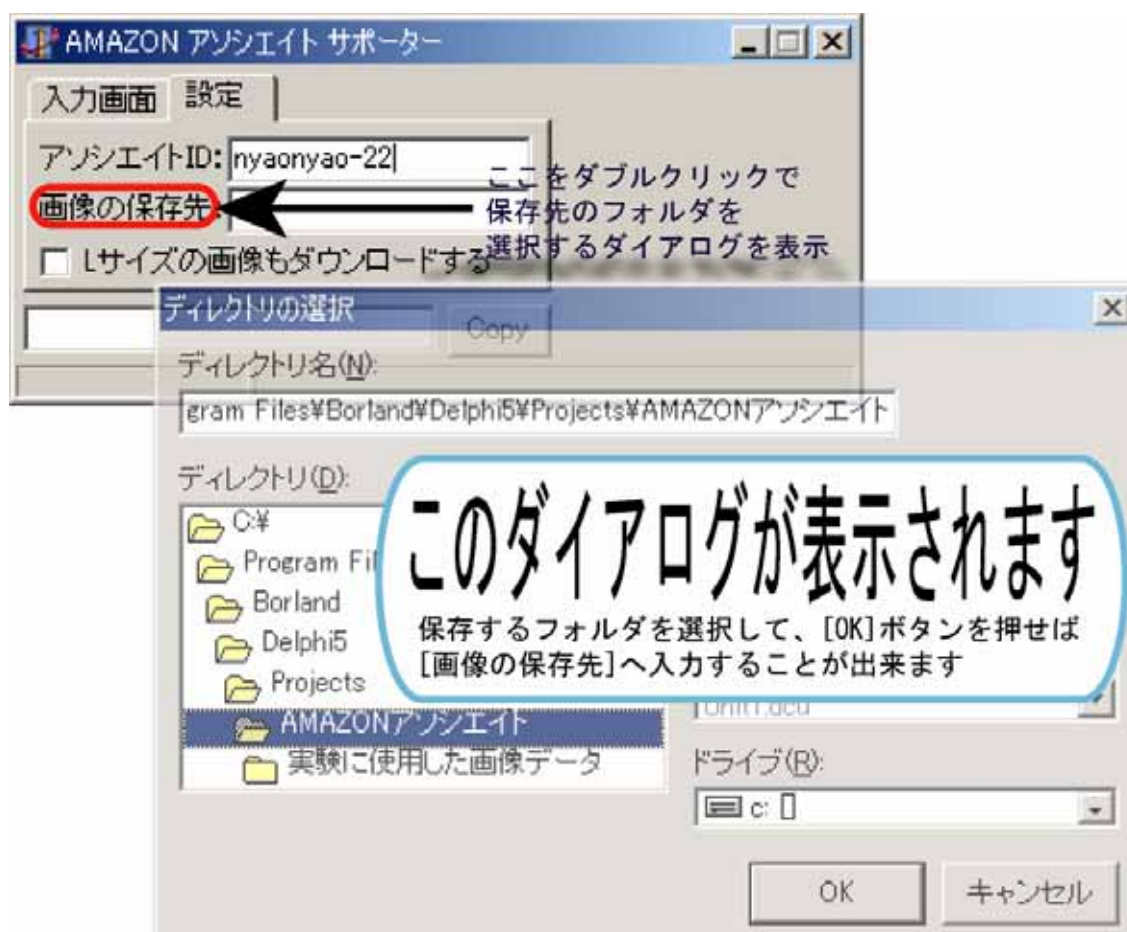 AMAZON アソシエイト サポーター
入力画面 設定
アソシエイトID: nyaonyao-22
画像の保存先:
Lサイズの画像もダウンロードする
ここをダブルクリックで
保存先のフォルダを
選択するダイアログを表示
Copy
ディレクトリの選択
ディレクトリ名(N):
gram Files¥Borland¥Delphi5¥Projects¥AMAZONアソシエイト
ディレクトリ(D):
C:¥
Program Fil
Borland
Delphi5
Projects
AMAZONアソシエイト
実験に使用した画像データ
このダイアログが表示されます
保存するフォルダを選択して、[OK]ボタンを押せば
[画像の保存先]へ入力することが出来ます
Unit1.dcu
ドライブ(R):
c: []
OK キャンセル